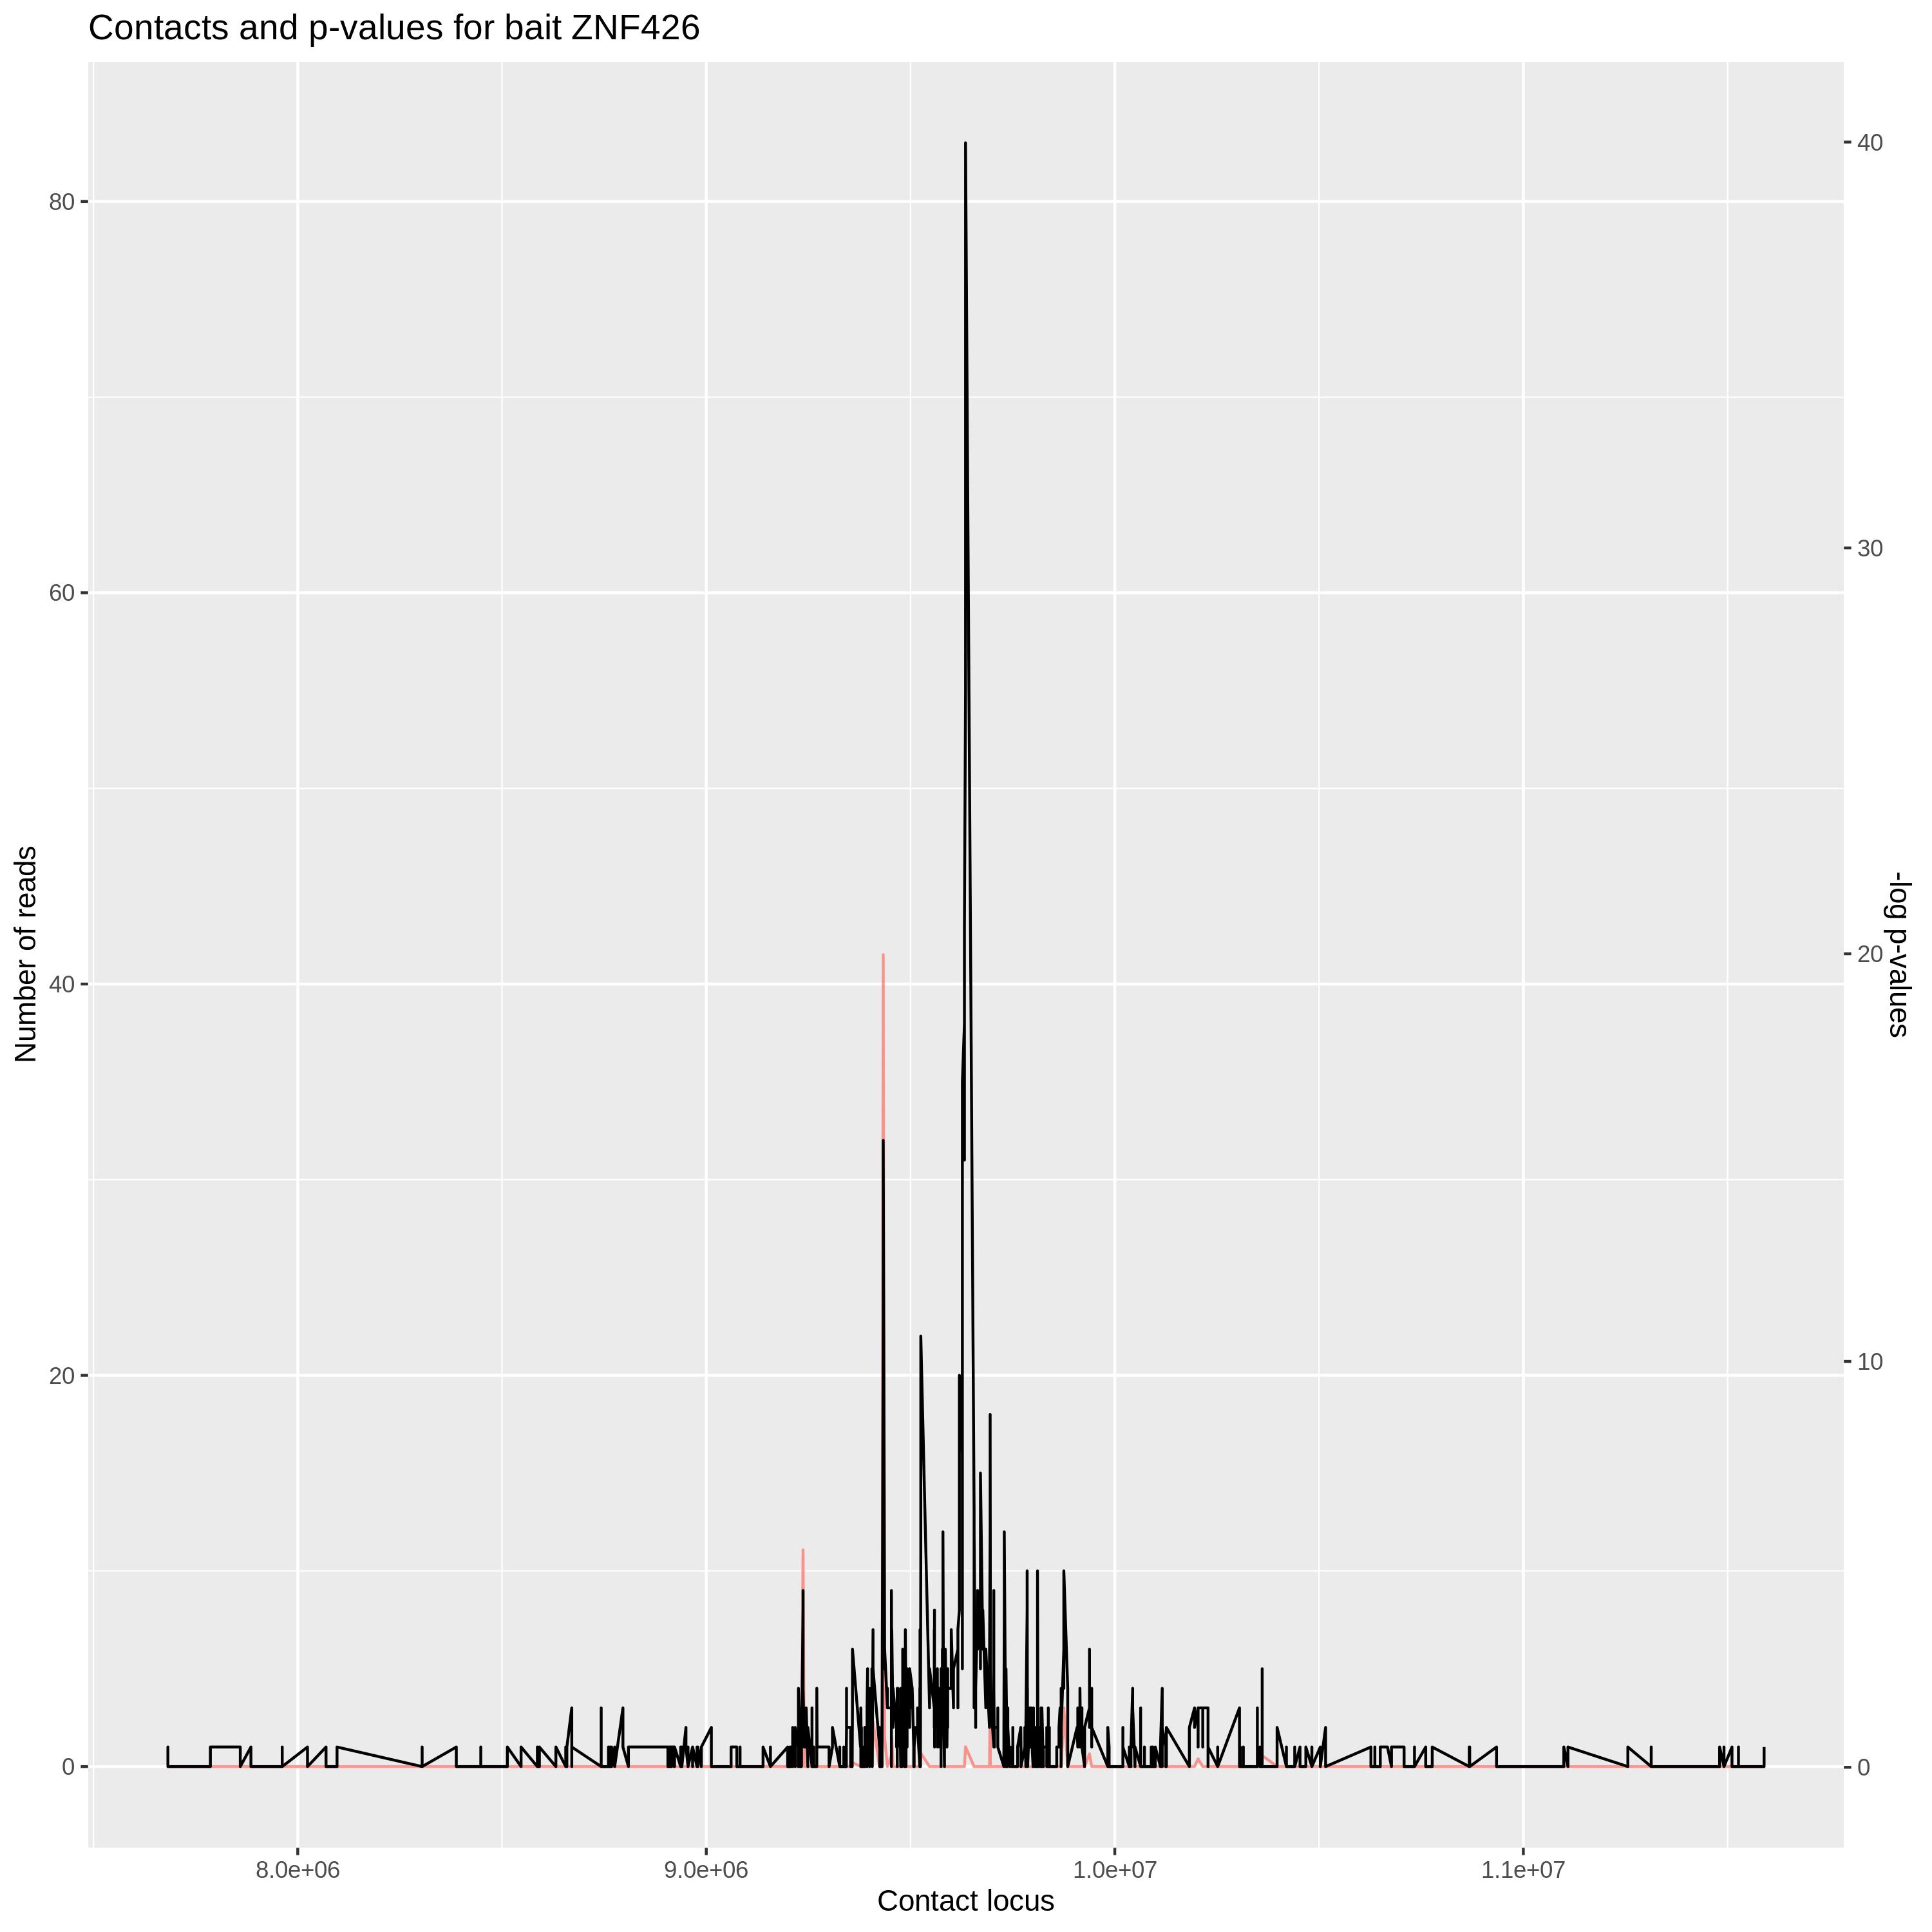 Contacts and p-values for bait ZNF426
Number of reads
80
60
40
20
0
40
30
20
10
0
-log p-values
8.0e+06
9.0e+06
1.0e+07
1.1e+07
Contact locus